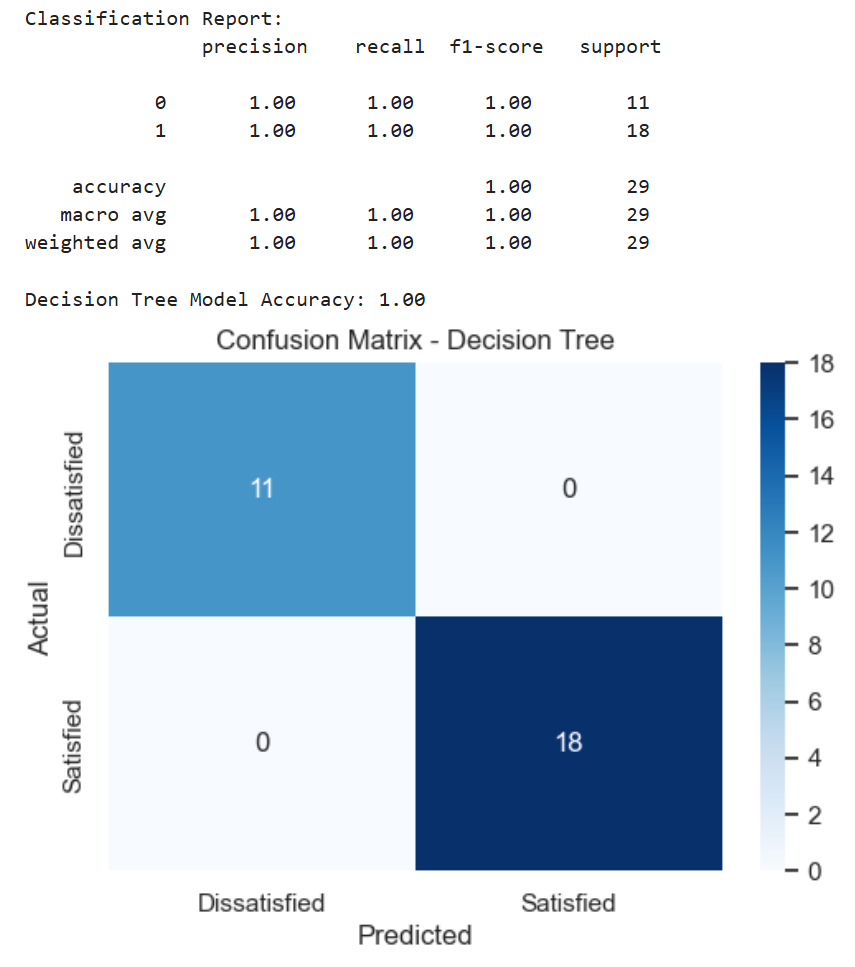 Classification Report:
precision recall f1-score support
0 1.00 1.00 1.00 11
1 1.00 1.00 1.00 18
accuracy 1.00 29
macro avg 1.00 1.00 1.00 29
weighted avg 1.00 1.00 1.00 29
Decision Tree Model Accuracy: 1.00
Confusion Matrix - Decision Tree
Actual
Dissatisfied
Satisfied
11
0
0
18
Dissatisfied
Satisfied
Predicted
18
16
14
12
10
8
6
4
2
0